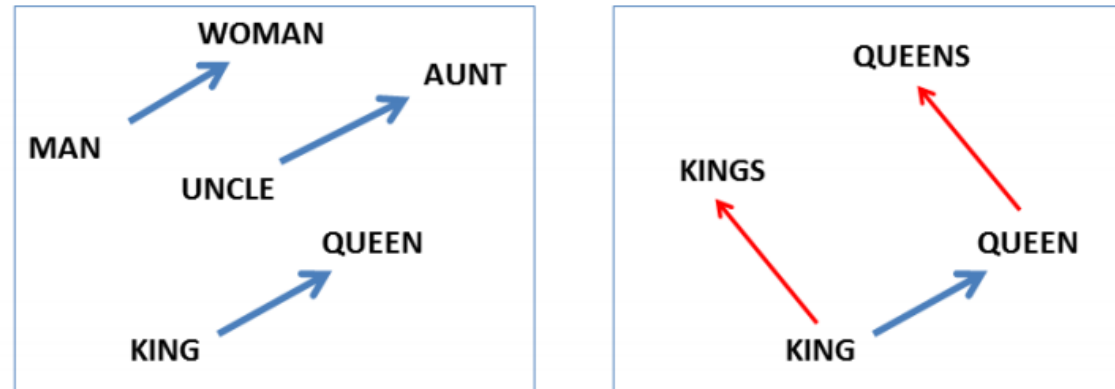 WOMAN
AUNT
MAN
UNCLE
QUEEN
KING
QUEENS
KINGS
QUEEN
KING